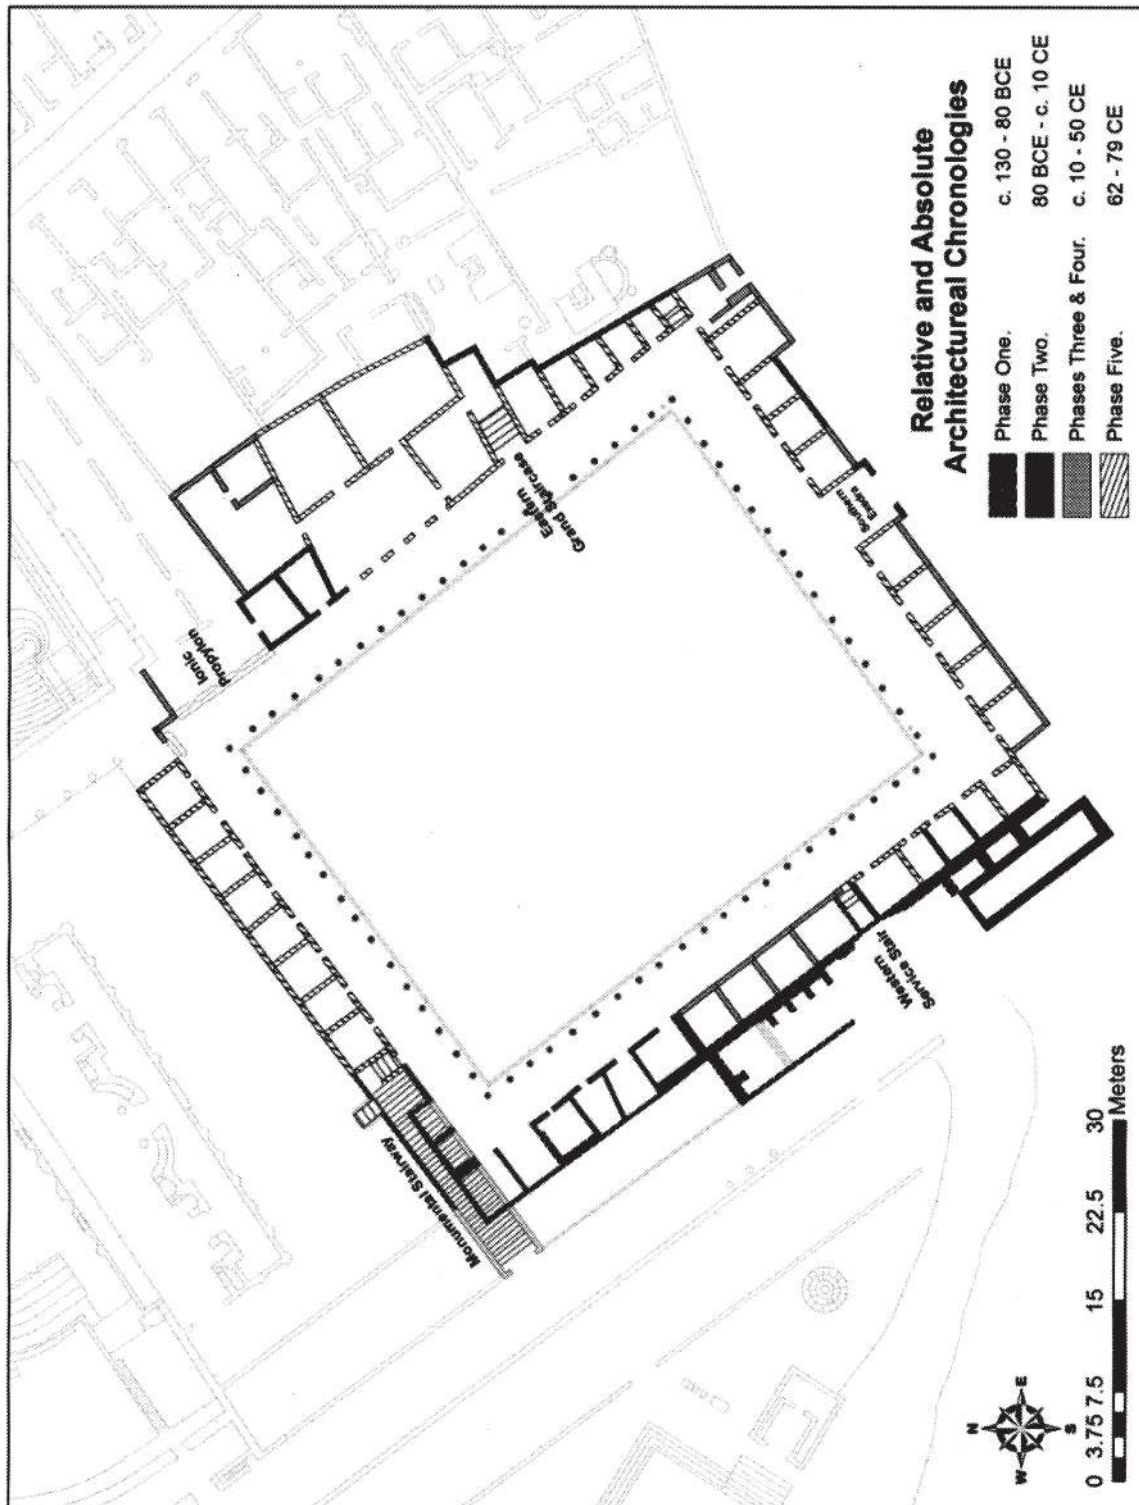 Ionic
Propylon
Eastern
Grand Staircase
Southern
Exedra
Monumental Stairway
Western
Service Stair
Relative and Absolute
Architectureal Chronologies
Phase One. c. 130 - 80 BCE
Phase Two. 80 BCE - c. 10 CE
Phases Three & Four. c. 10 - 50 CE
Phase Five. 62 - 79 CE
N
W E
S
0 3.75 7.5 15 22.5 30
Meters